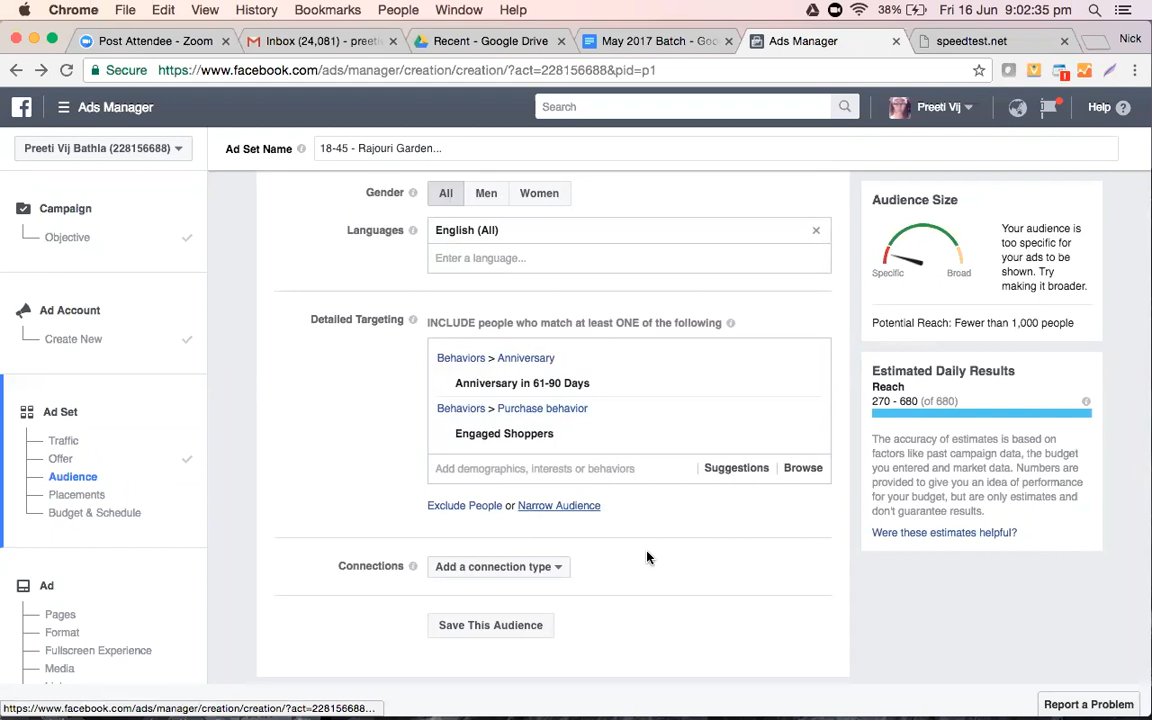 Chrome File Edit View History Bookmarks People Window Help 38% Fri 16 Jun 9:02:35 pm
Post Attendee - Zoom Inbox (24,081) - preeti Recent - Google Drive May 2017 Batch - Go Ads Manager speedtest.net Nick
Secure https://www.facebook.com/ads/manager/creation/creation/?act=228156688&pid=p1
Ads Manager Search Preeti Vij Help
Preeti Vij Bathla (228156688) Ad Set Name 18-45 - Rajouri Garden...
Campaign
Objective
Ad Account
Create New
Ad Set
Traffic
Offer
Audience
Placements
Budget & Schedule
Ad
Pages
Format
Fullscreen Experience
Media
Gender All Men Women
Languages English (All)
Enter a language...
Detailed Targeting INCLUDE people who match at least ONE of the following
Behaviors > Anniversary
Anniversary in 61-90 Days
Behaviors > Purchase behavior
Engaged Shoppers
Add demographics, interests or behaviors Suggestions Browse
Exclude People or Narrow Audience
Connections Add a connection type
Save This Audience
Audience Size
Specific Broad
Your audience is
too specific for
your ads to be
shown. Try
making it broader.
Potential Reach: Fewer than 1,000 people
Estimated Daily Results
Reach
270 - 680 (of 680)
The accuracy of estimates is based on
factors like past campaign data, the budget
you entered and market data. Numbers are
provided to give you an idea of performance
for your budget, but are only estimates and
don't guarantee results.
Were these estimates helpful?
https://www.facebook.com/ads/manager/creation/creation/?act=228156688...
Report a Problem